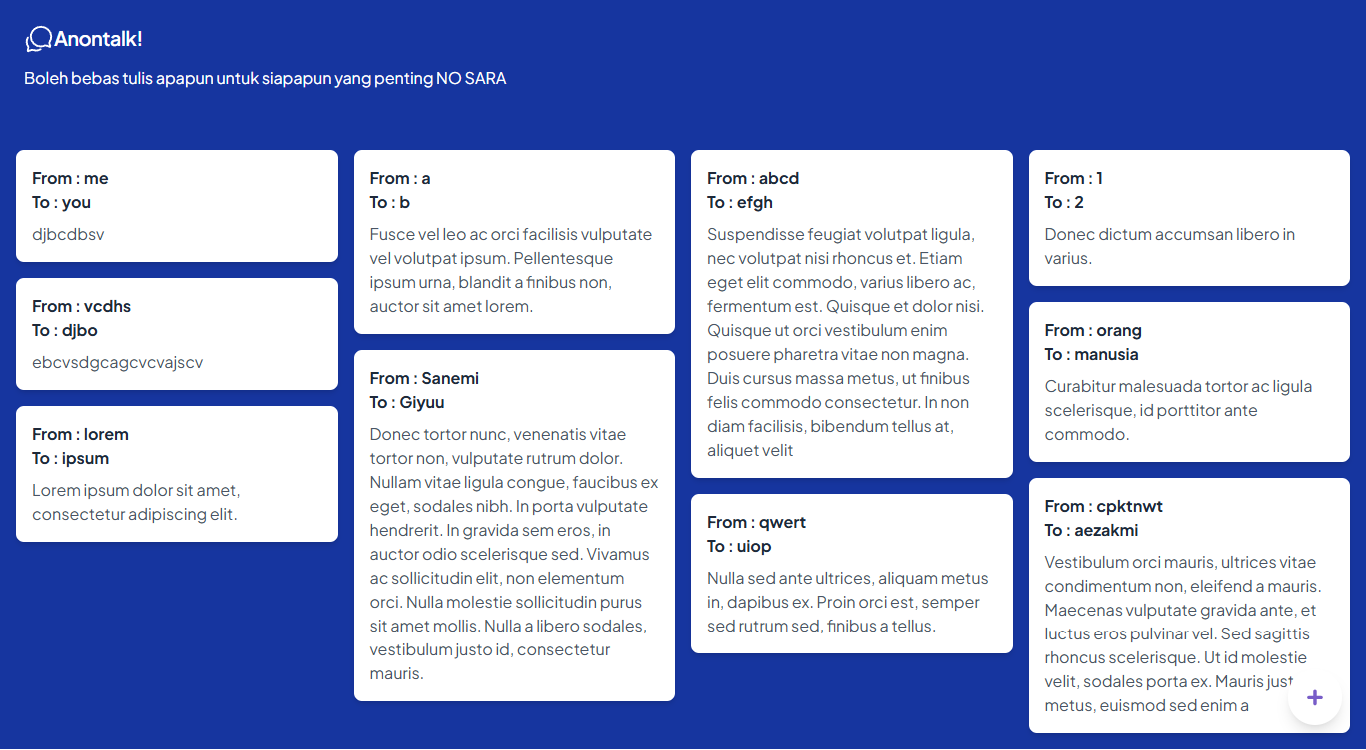 Anontalk!
Boleh bebas tulis apapun untuk siapapun yang penting NO SARA
From : me
To : you
djbcdbsv
From : vcdhs
To : djbo
ebcvsdgcagcvcvajscv
From : lorem
To : ipsum
Lorem ipsum dolor sit amet,
consectetur adipiscing elit.
From : a
To : b
Fusce vel leo ac orci facilisis vulputate
vel volutpat ipsum. Pellentesque
ipsum urna, blandit a finibus non,
auctor sit amet lorem.
From : Sanemi
To : Giyuu
Donec tortor nunc, venenatis vitae
tortor non, vulputate rutrum dolor.
Nullam vitae ligula congue, faucibus ex
eget, sodales nibh. In porta vulputate
hendrerit. In gravida sem eros, in
auctor odio scelerisque sed. Vivamus
ac sollicitudin elit, non elementum
orci. Nulla molestie sollicitudin purus
sit amet mollis. Nulla a libero sodales,
vestibulum justo id, consectetur
mauris.
From : abcd
To : efgh
Suspendisse feugiat volutpat ligula,
nec volutpat nisi rhoncus et. Etiam
eget elit commodo, varius libero ac,
fermentum est. Quisque et dolor nisi.
Quisque ut orci vestibulum enim
posuere pharetra vitae non magna.
Duis cursus massa metus, ut finibus
felis commodo consectetur. In non
diam facilisis, bibendum tellus at,
aliquet velit
From : qwert
To : uiop
Nulla sed ante ultrices, aliquam metus
in, dapibus ex. Proin orci est, semper
sed rutrum sed, finibus a tellus.
From : 1
To : 2
Donec dictum accumsan libero in
varius.
From : orang
To : manusia
Curabitur malesuada tortor ac ligula
scelerisque, id porttitor ante
commodo.
From : cpktnwt
To : aezakmi
Vestibulum orci mauris, ultrices vitae
condimentum non, eleifend a mauris.
Maecenas vulputate gravida ante, et
luctus eros pulvinar vel. Sed sagittis
rhoncus scelerisque. Ut id molestie
velit, sodales porta ex. Mauris
metus, euismod sed enim a